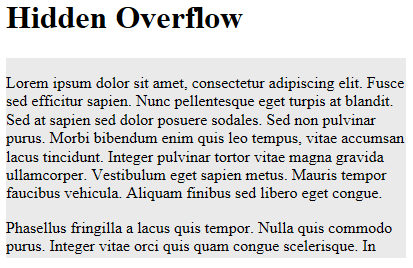 Hidden Overflow
Lorem ipsum dolor sit amet, consectetur adipiscing elit. Fusce
sed efficitur sapien. Nunc pellentesque eget turpis at blandit.
Sed at sapien sed dolor posuere sodales. Sed non pulvinar
purus. Morbi bibendum enim quis leo tempus, vitae accumsan
lacus tincidunt. Integer pulvinar tortor vitae magna gravida
ullamcorper. Vestibulum eget sapien metus. Mauris tempor
faucibus vehicula. Aliquam finibus sed libero eget congue.
Phasellus fringilla a lacus quis tempor. Nulla quis commodo
purus. Integer vitae orci quis quam congue scelerisque. In